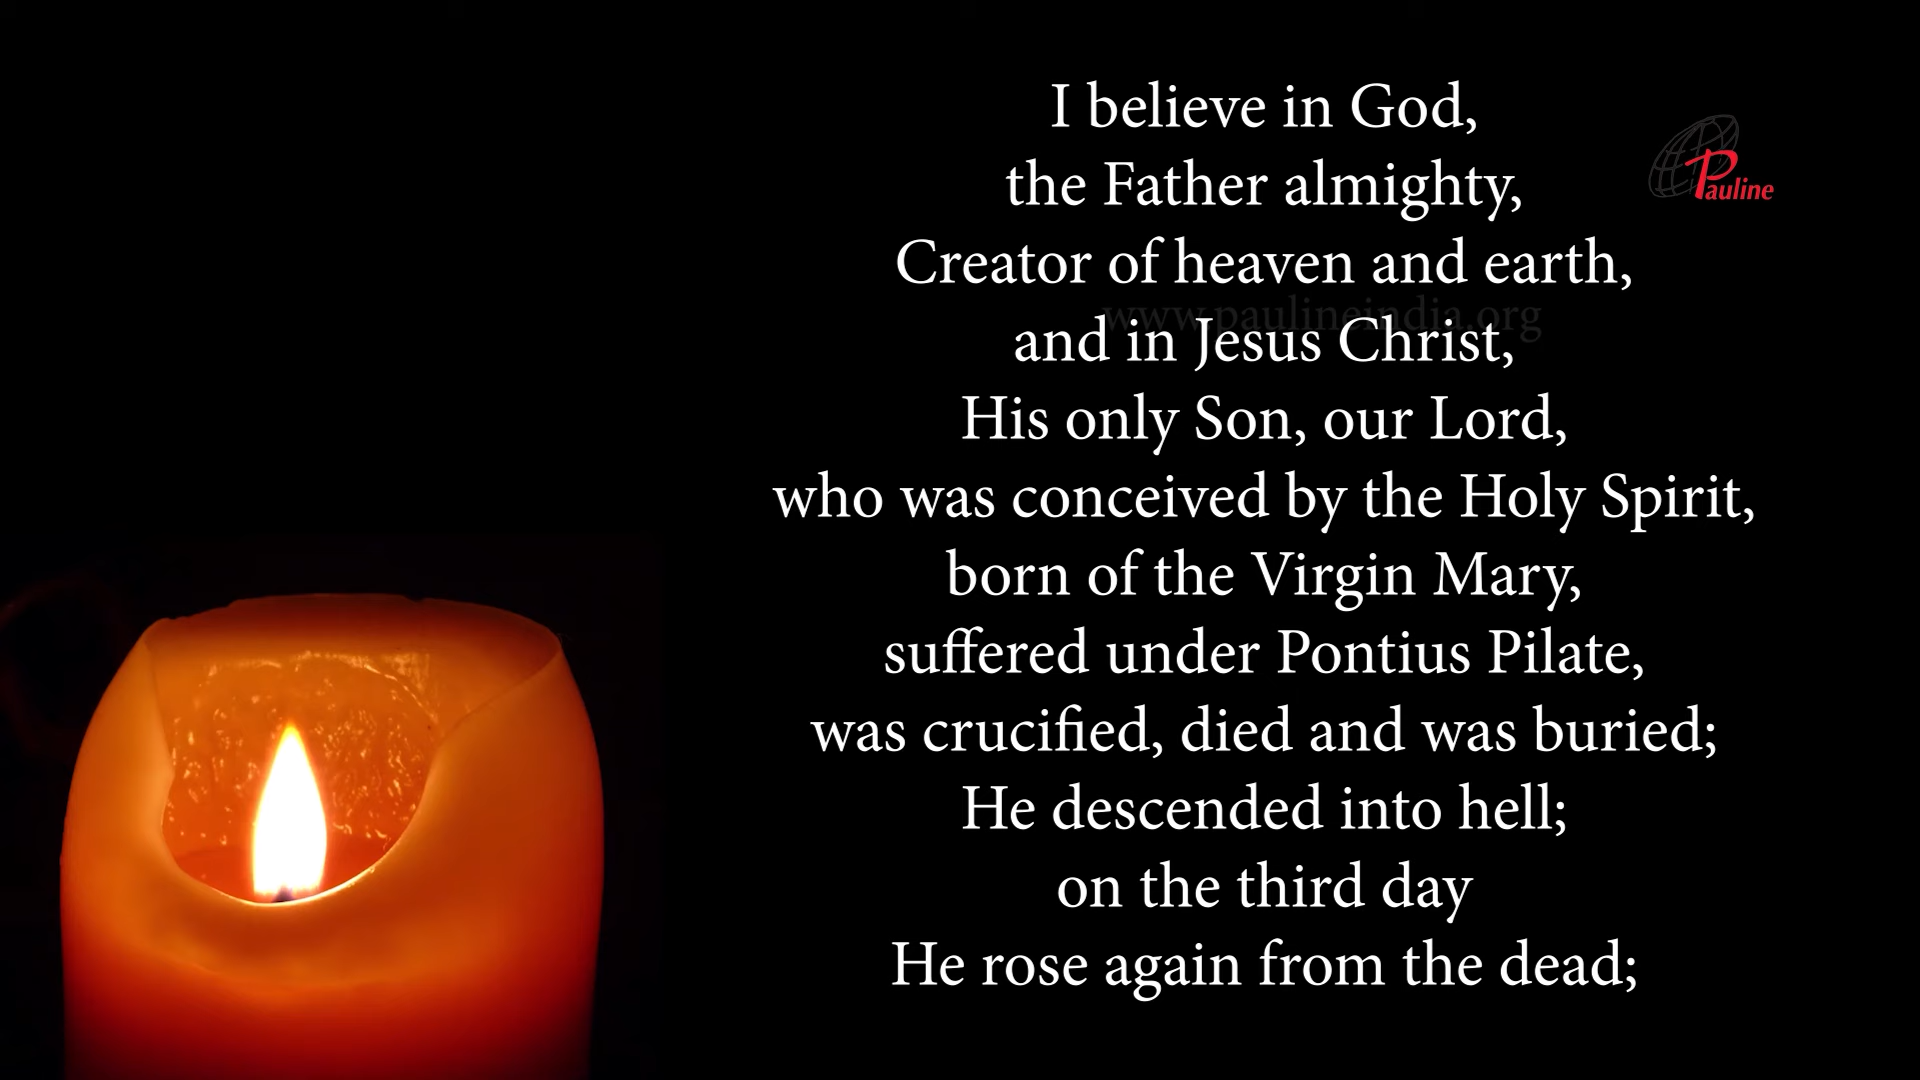 I believe in God,
the Father almighty,
Pauline
Creator of heaven and earth,
www.paulineindia.org
and in Jesus Christ,
His only Son, our Lord,
who was conceived by the Holy Spirit,
born of the Virgin Mary,
suffered under Pontius Pilate,
was crucified, died and was buried;
He descended into hell;
on the third day
He rose again from the dead;